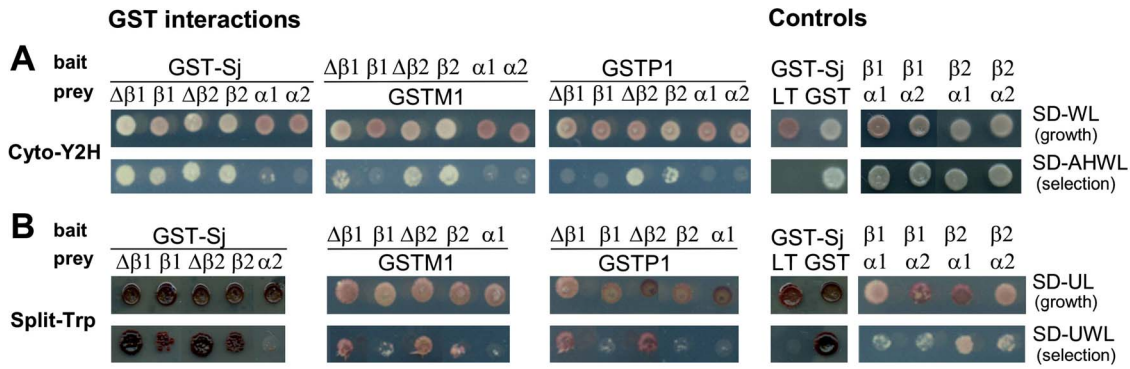 GST interactions Controls
A bait GST-Sj Δβ1 β1 Δβ2 β2 α1 α2 GSTP1 GST-Sj β1 β1 β2 β2
prey Δβ1 β1 Δβ2 β2 α1 α2 GSTM1 Δβ1 β1 Δβ2 β2 α1 α2 LT GST α1 α2 α1 α2
SD-WL
(growth)
Cyto-Y2H
SD-AHWL
(selection)
B bait GST-Sj Δβ1 β1 Δβ2 β2 α1 Δβ1 β1 Δβ2 β2 α1 GST-Sj β1 β1 β2 β2
prey Δβ1 β1 Δβ2 β2 α2 GSTM1 GSTP1 LT GST α1 α2 α1 α2
SD-UL
(growth)
Split-Trp
SD-UWL
(selection)